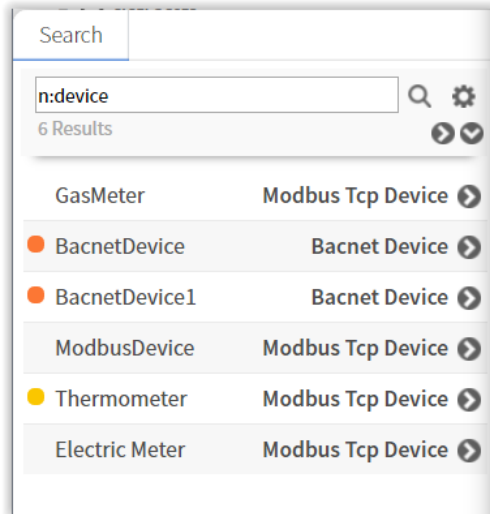 Search
n:device
6 Results
GasMeter Modbus Tcp Device
BacnetDevice Bacnet Device
BacnetDevice1 Bacnet Device
ModbusDevice Modbus Tcp Device
Thermometer Modbus Tcp Device
Electric Meter Modbus Tcp Device